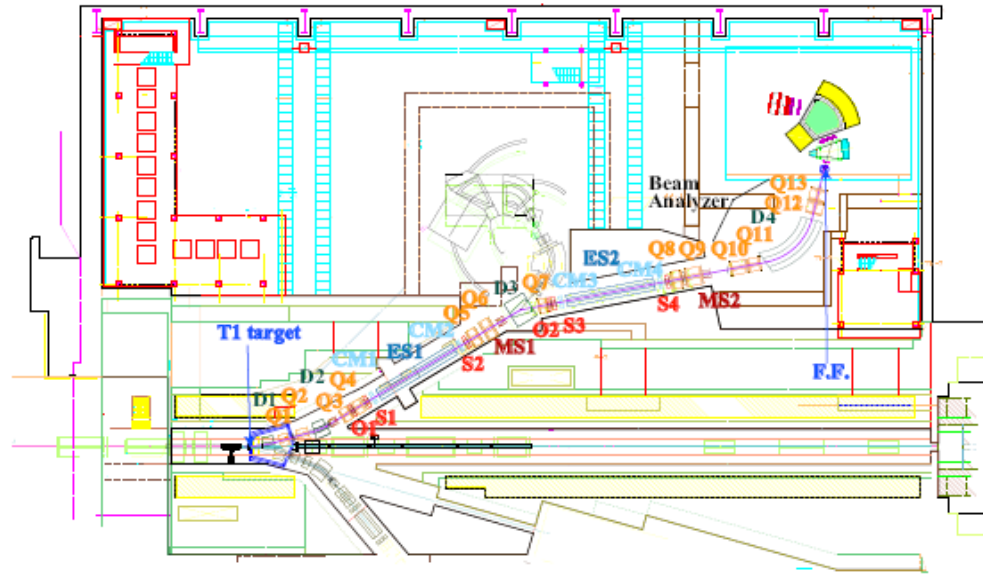 Beam
Analyzer
Q13
Q12
D4
Q11
Q10
Q8
Q9
ES2
CM4
CM3
Q7
D3
S4
MS2
Q6
Q5
O2
S3
MS1
CM2
S2
T1 target
ES1
CM1
F.F.
D2
Q4
D1
Q2
Q3
Q1
S1
O1